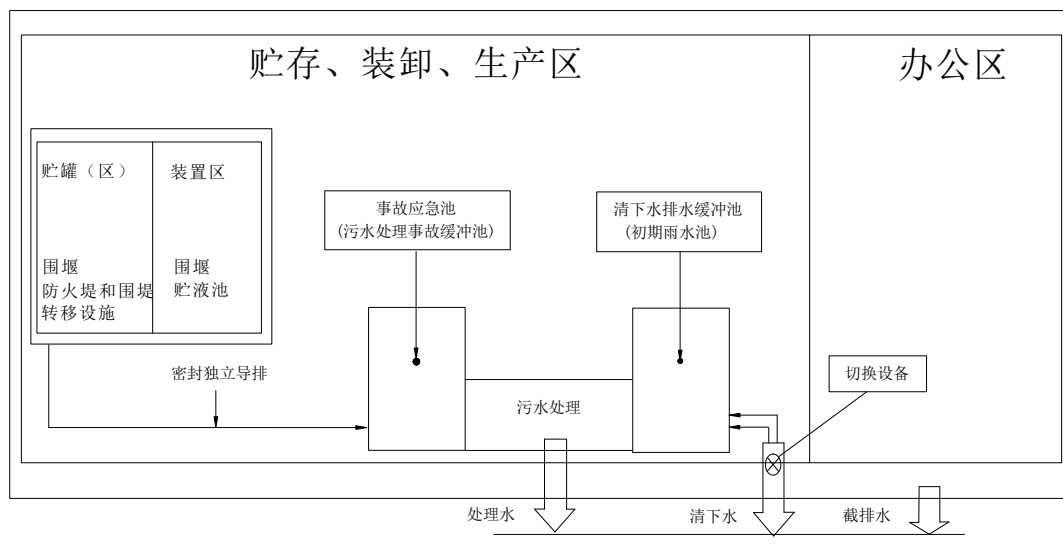 贮存、装卸、生产区
办公区
贮罐（区）
装置区
事故应急池
(污水处理事故缓冲池)
清下水排水缓冲池
(初期雨水池)
围堰
防火堤和围堤
转移设施
围堰
贮液池
密封独立导排
切换设备
污水处理
处理水
清下水
截排水